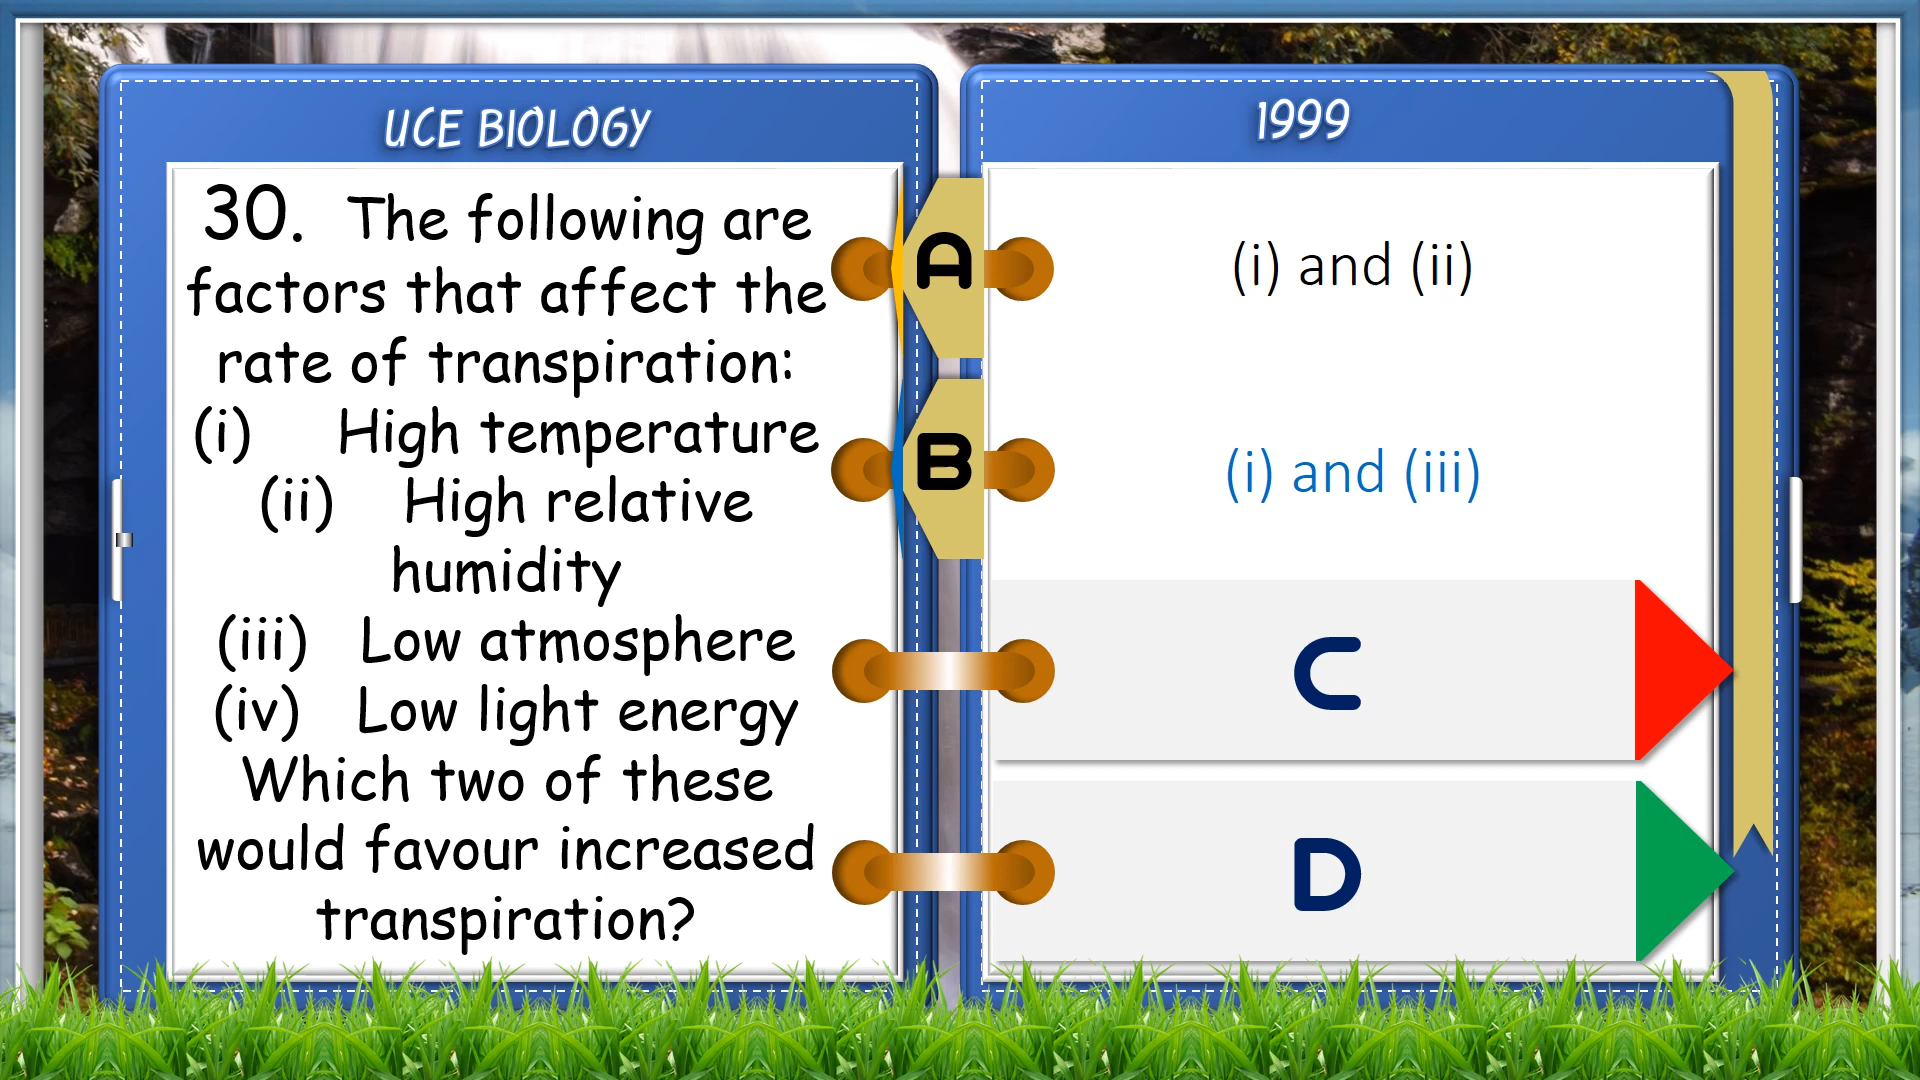 UCE BIOLOGY
30. The following are
factors that affect the
rate of transpiration:
(i) High temperature
(ii) High relative
humidity
(iii) Low atmosphere
(iv) Low light energy
Which two of these
would favour increased
transpiration?
1999
A
(i) and (ii)
B
(i) and (iii)
C
D